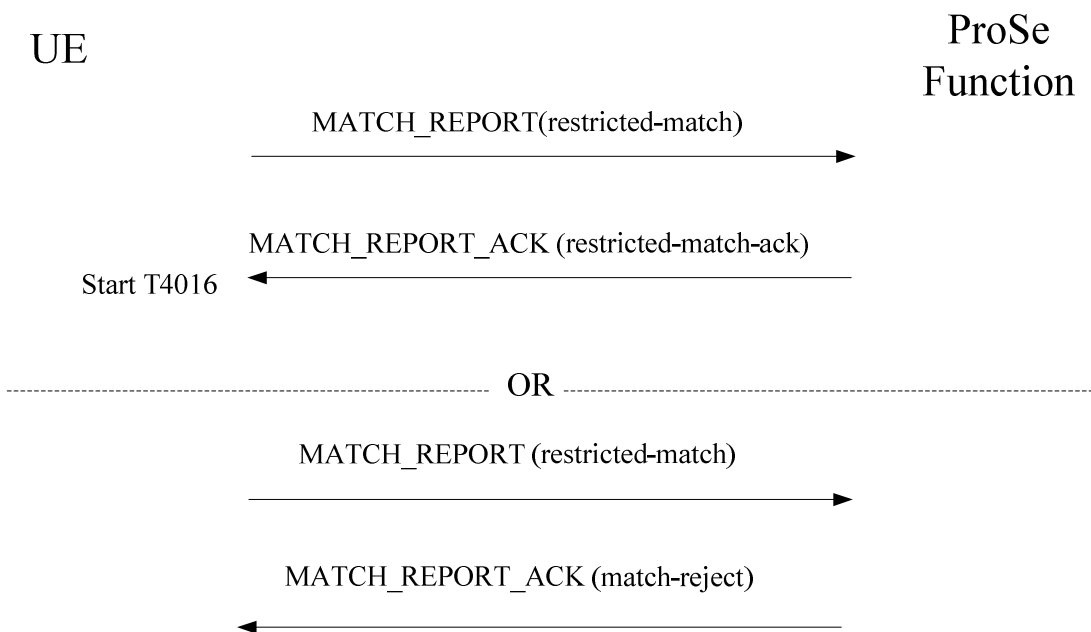 UE
ProSe
Function
MATCH_REPORT(restricted-match)
MATCH_REPORT_ACK (restricted-match-ack)
Start T4016
OR
MATCH_REPORT (restricted-match)
MATCH_REPORT_ACK (match-reject)